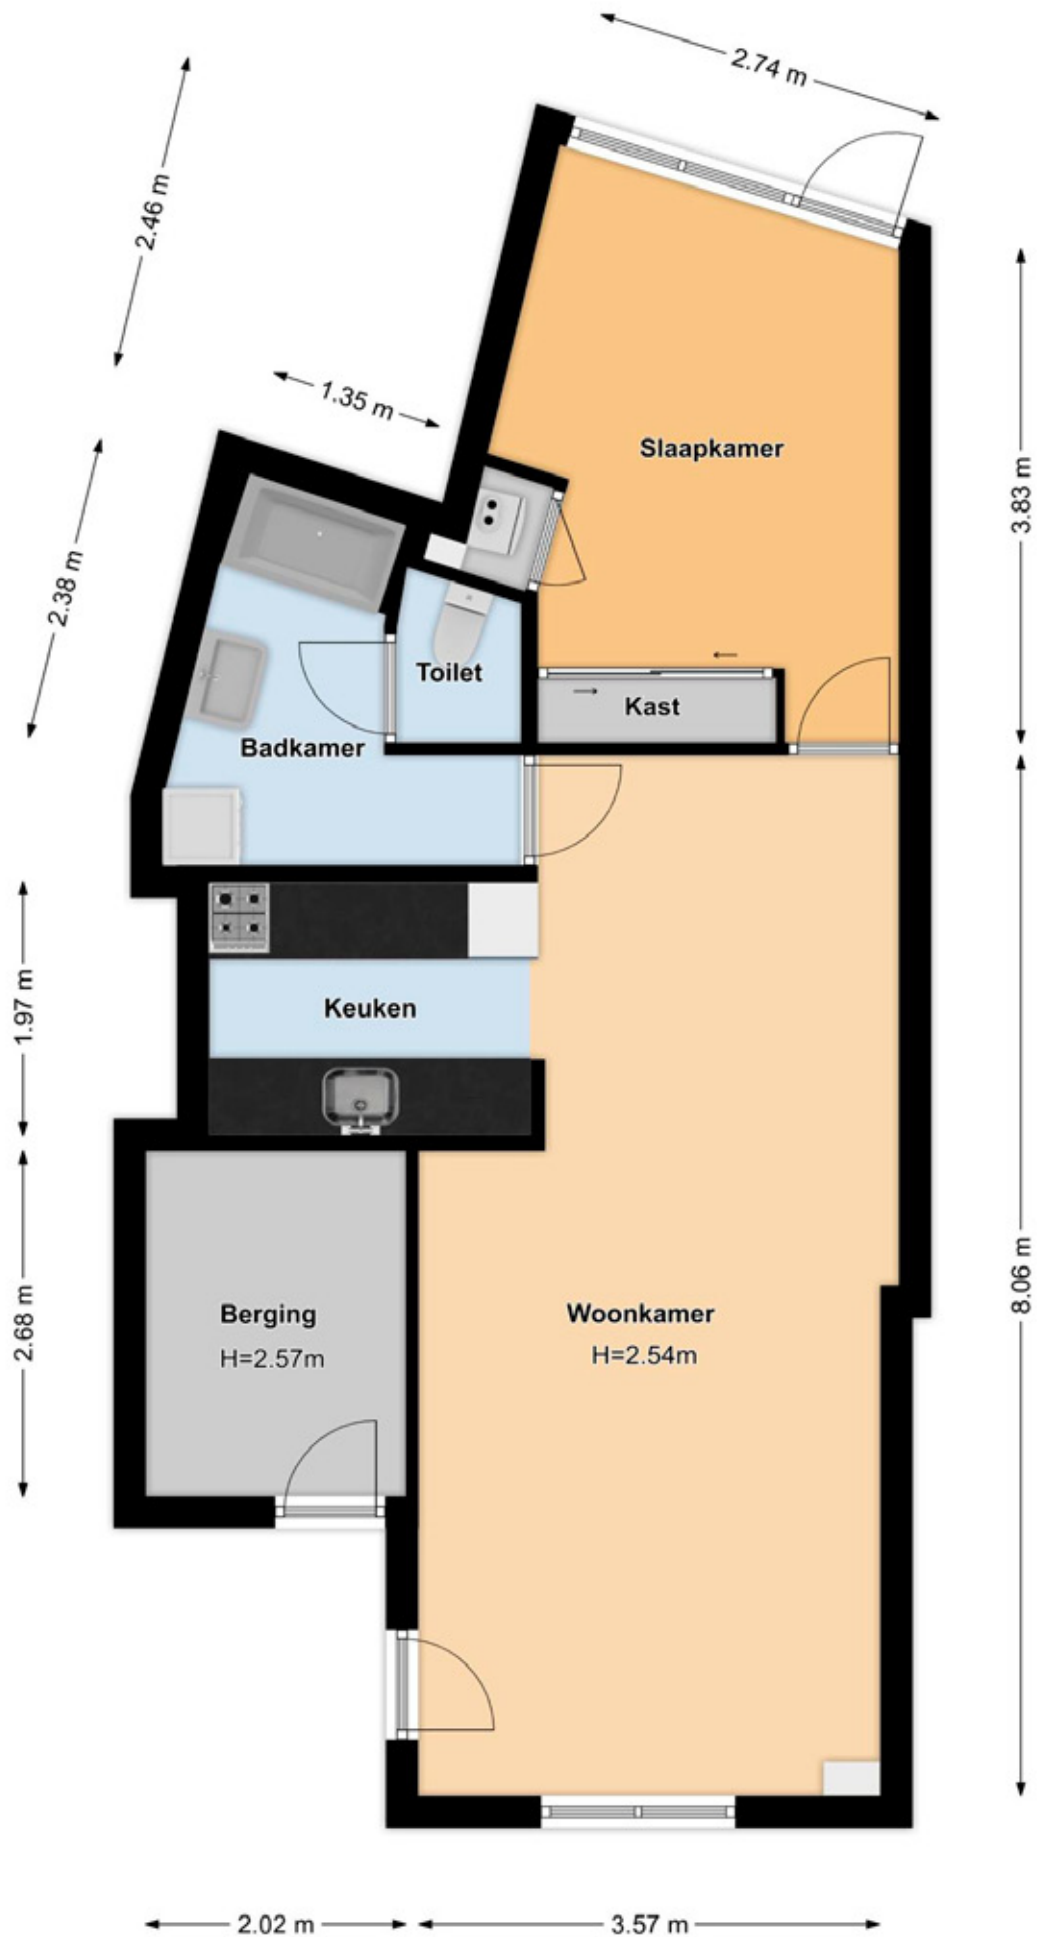 2.74 m
2.46 m
1.35 m
Slaapkamer
3.83 m
2.38 m
Toilet
Kast
Badkamer
1.97 m
Keuken
8.06 m
2.68 m
Berging
H=2.57m
Woonkamer
H=2.54m
2.02 m
3.57 m